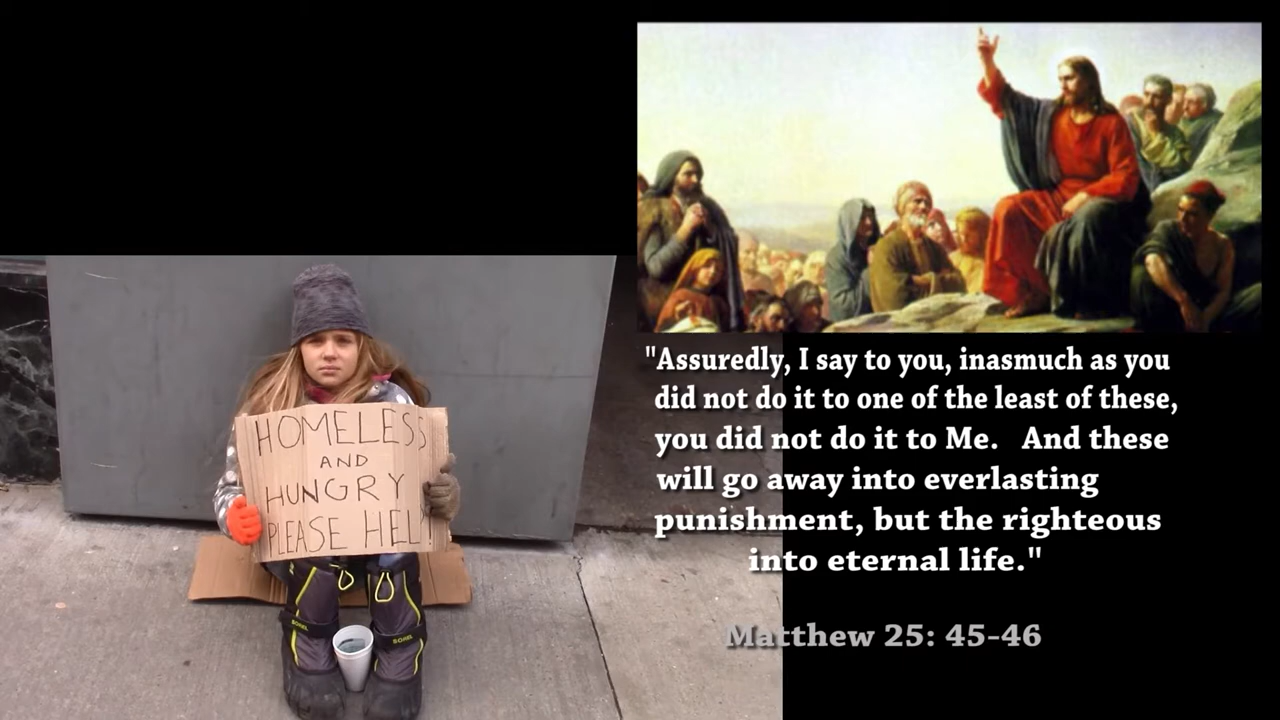 HOMELESS
AND
HUNGRY
PLEASE HELP!
SOREL
SOREL
"Assuredly, I say to you, inasmuch as you
did not do it to one of the least of these,
you did not do it to Me. And these
will go away into everlasting
punishment, but the righteous
into eternal life."
Matthew 25: 45-46